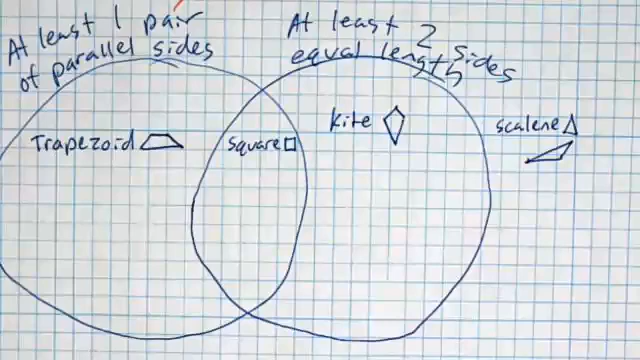 At least 1 pair
of parallel sides
At least 2 sides
equal length
Trapezoid
square
kite
scalene